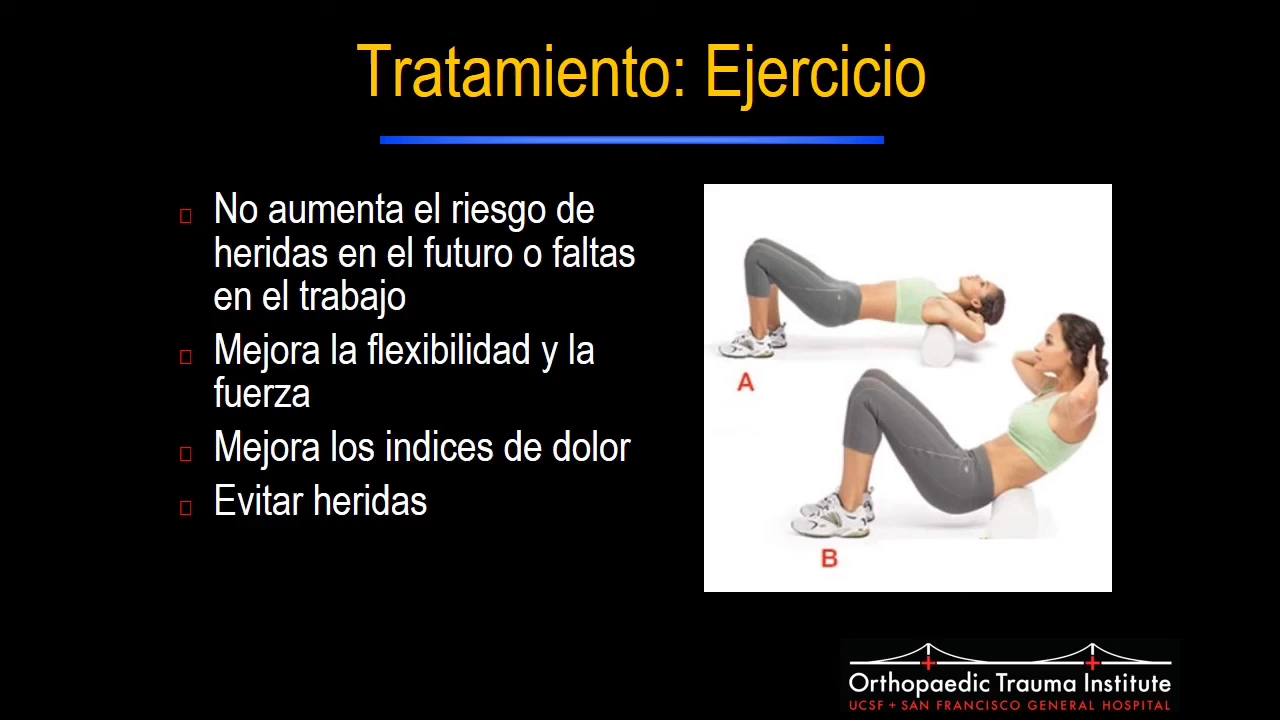 Tratamiento: Ejercicio
No aumenta el riesgo de
heridas en el futuro o faltas
en el trabajo
Mejora la flexibilidad y la
fuerza
Mejora los indices de dolor
Evitar heridas
A
B
Orthopaedic Trauma Institute
UCSF + SAN FRANCISCO GENERAL HOSPITAL